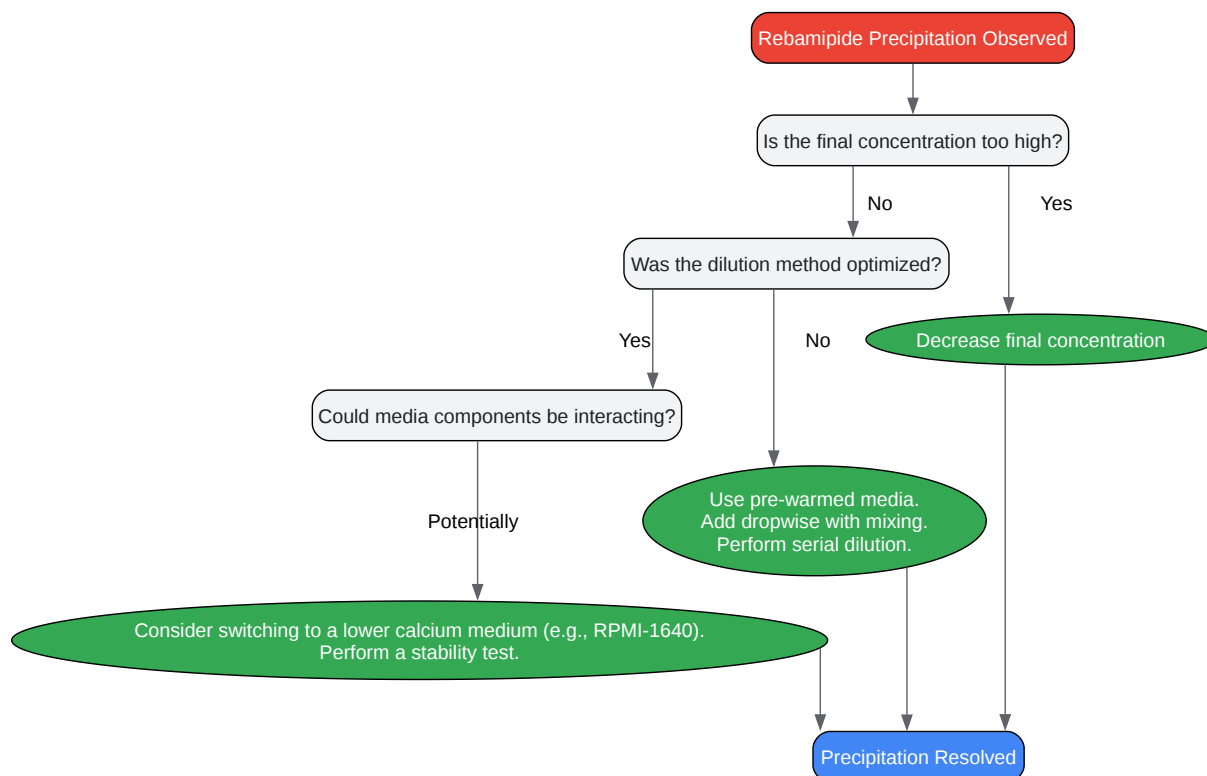 Rebamipide Precipitation Observed
Is the final concentration too high?
No
Yes
Was the dilution method optimized?
Yes
No
Decrease final concentration
Could media components be interacting?
Use pre-warmed media.
Add dropwise with mixing.
Perform serial dilution.
Potentially
Consider switching to a lower calcium medium (e.g., RPMI-1640).
Perform a stability test.
Precipitation Resolved